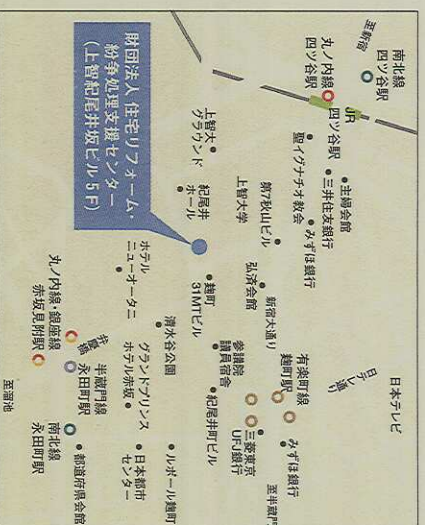 南北線
四ツ谷駅
至新宿
丸ノ内線
四ツ谷駅
JR
四ツ谷駅
主婦会館
三井住友銀行
聖イグナチオ教会
みずほ銀行
上智大学
第7秋山ビル
弘済会館
新宿大通り
有楽町線
麹町駅
日テレ通り
日本テレビ
みずほ銀行
三菱東京
UFJ銀行
至半蔵門
参議院
議員宿舎
紀尾井町ビル
麹町
31MTビル
清水谷公園
上智大
グラウンド
紀尾井
ホール
財団法人 住宅リフォーム・
紛争処理支援センター
(上智紀尾井坂ビル5F)
ホテル
ニューオータニ
グランドプリンス
ホテル赤坂
日本都市
センター
ルポール麹町
弁慶橋
丸ノ内線・銀座線
赤坂見附駅
半蔵門線
永田町駅
南北線
永田町駅
都道府県会館
至溜池